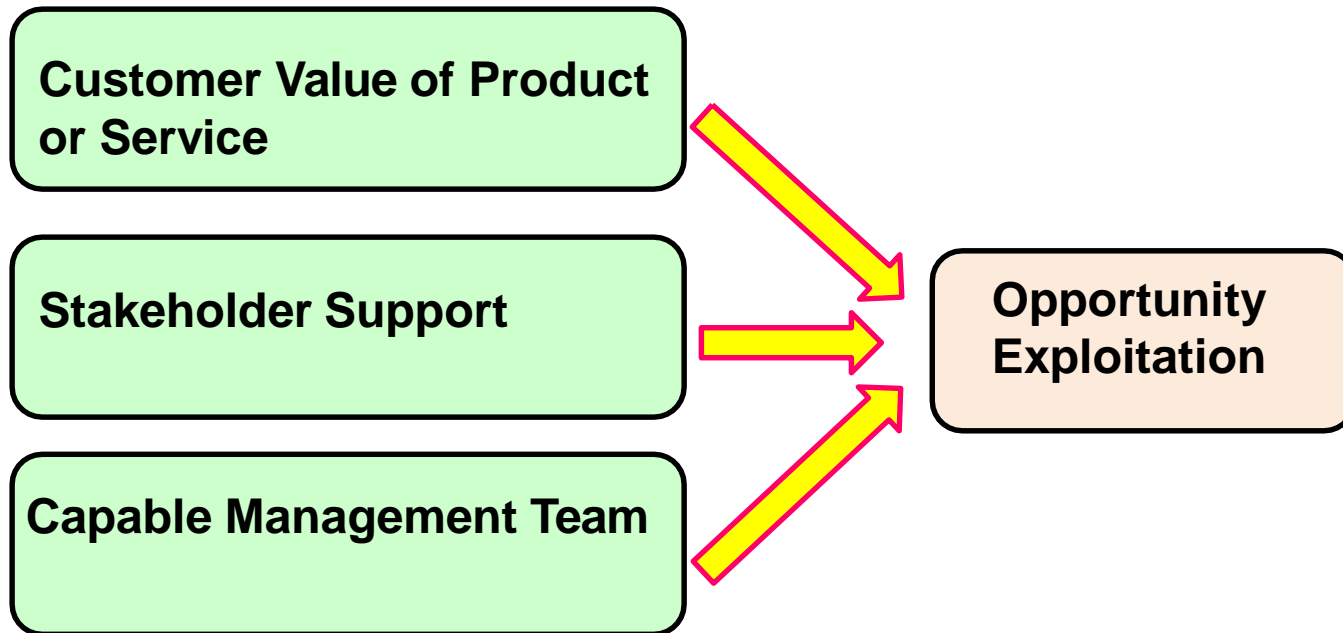 Customer Value of Product
or Service
Stakeholder Support
Capable Management Team
Opportunity
Exploitation